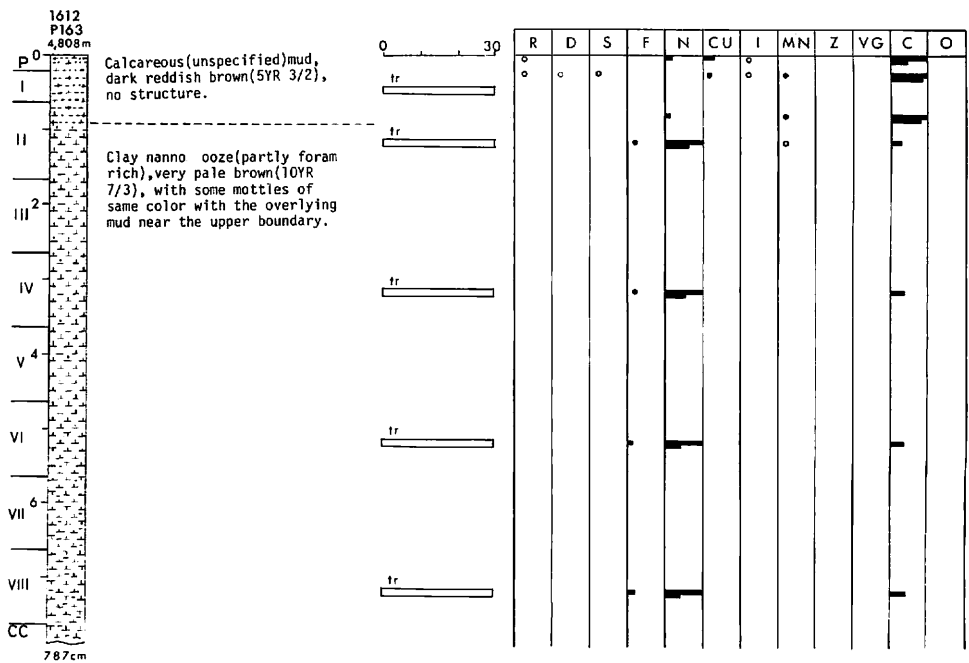 1612
P163
4,808m
0 30
R D S F N CU I MN Z VG C O
P 0
Calcareous(unspecified)mud,
dark reddish brown(5YR 3/2),
no structure.
tr
I
tr
II
Clay nanno ooze(partly foram
rich),very pale brown(10YR
7/3), with some mottles of
same color with the overlying
mud near the upper boundary.
III 2
tr
IV
V 4
tr
VI
VII 6
tr
VIII
CC
787cm